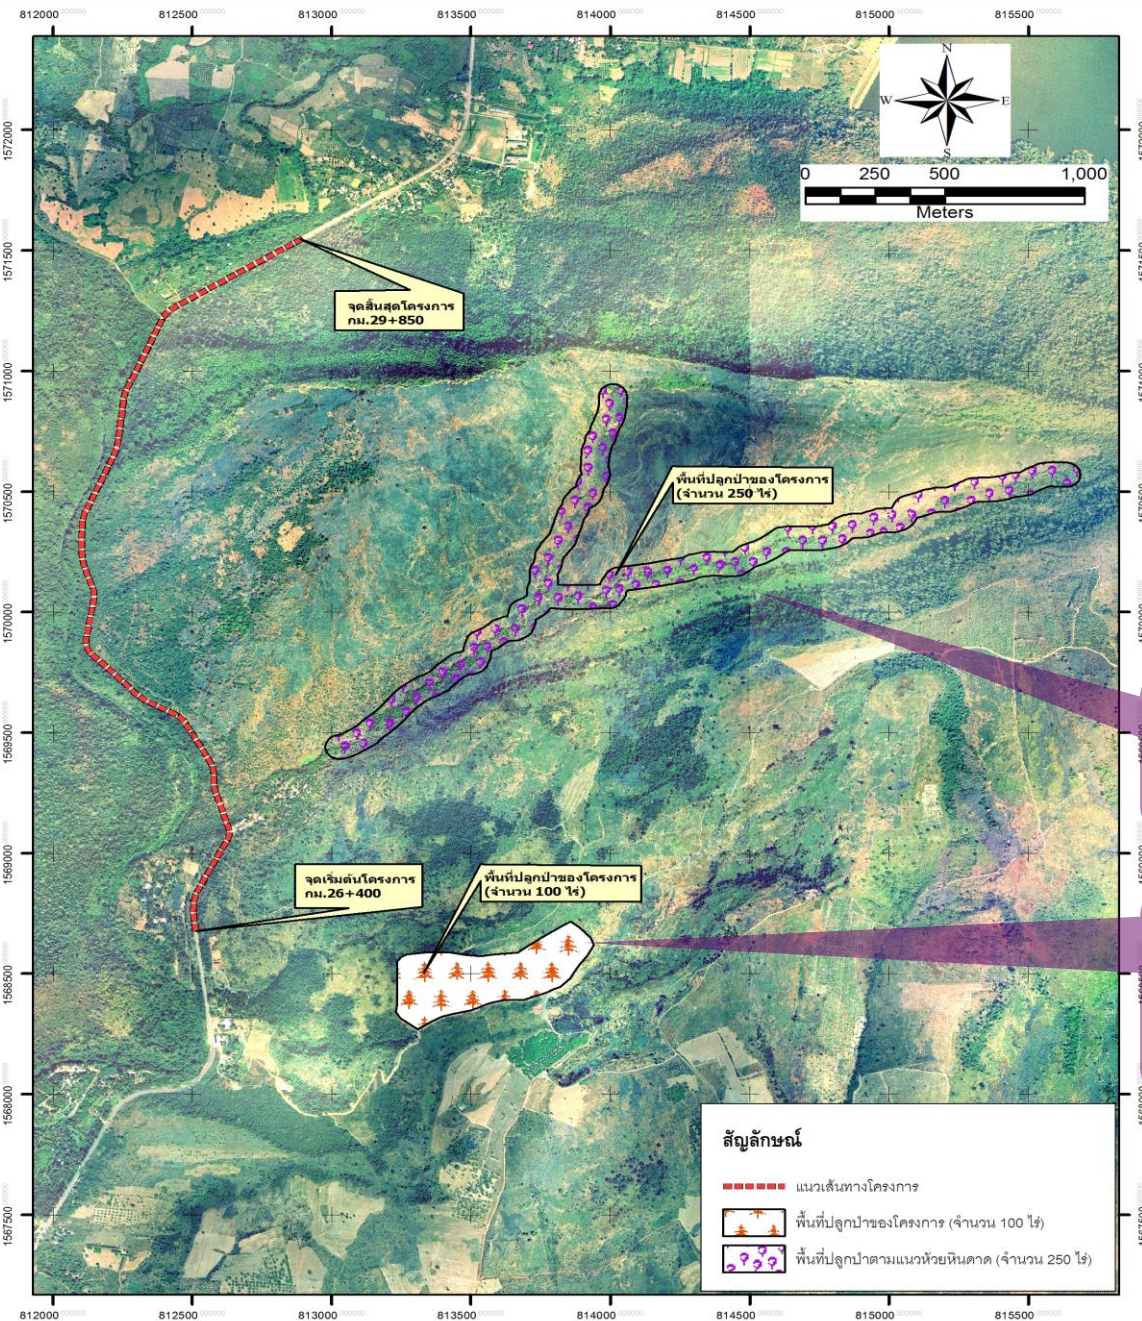 812000 812500 813000 813500 814000 814500 815000 815500
N
W E
S
0 250 500 1,000
Meters
1572000
1571500
1571000
1570500
1570000
1569500
1569000
1568500
1568000
1567500
จุดสิ้นสุดโครงการ
กม.29+850
พื้นที่ปลูกป่าของโครงการ
(จำนวน 250 ไร่)
จุดเริ่มต้นโครงการ
กม.26+400
พื้นที่ปลูกป่าของโครงการ
(จำนวน 100 ไร่)
สัญลักษณ์
แนวเส้นทางโครงการ
พื้นที่ปลูกป่าของโครงการ (จำนวน 100 ไร่)
พื้นที่ปลูกป่าตามแนวห้วยหินดาด (จำนวน 250 ไร่)
812000 812500 813000 813500 814000 814500 815000 815500